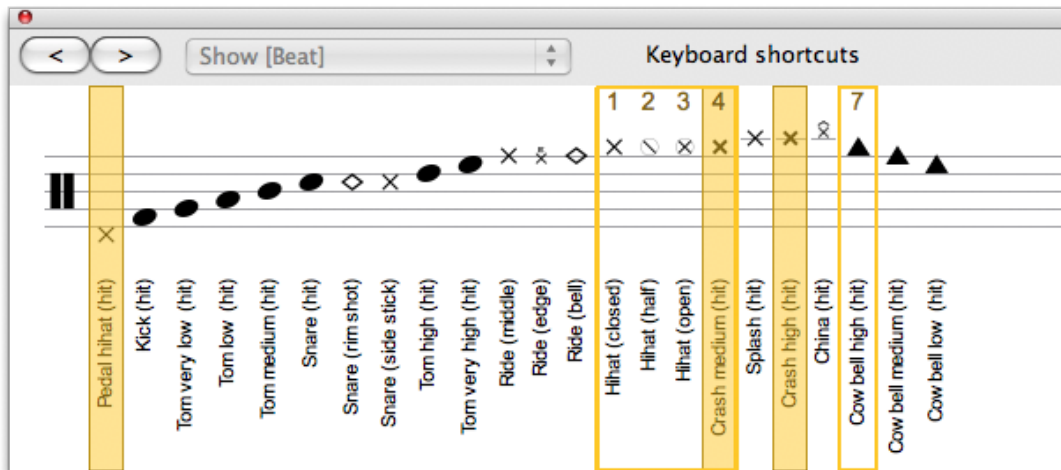 < > Show [Beat] Keyboard shortcuts
1 2 3 4 7
Pedal hihat (hit)
Kick (hit)
Tom very low (hit)
Tom low (hit)
Tom medium (hit)
Snare (hit)
Snare (rim shot)
Snare (side stick)
Tom high (hit)
Tom very high (hit)
Ride (middle)
Ride (edge)
Ride (bell)
Hihat (closed)
Hihat (half)
Hihat (open)
Crash medium (hit)
Splash (hit)
Crash high (hit)
China (hit)
Cow bell high (hit)
Cow bell medium (hit)
Cow bell low (hit)